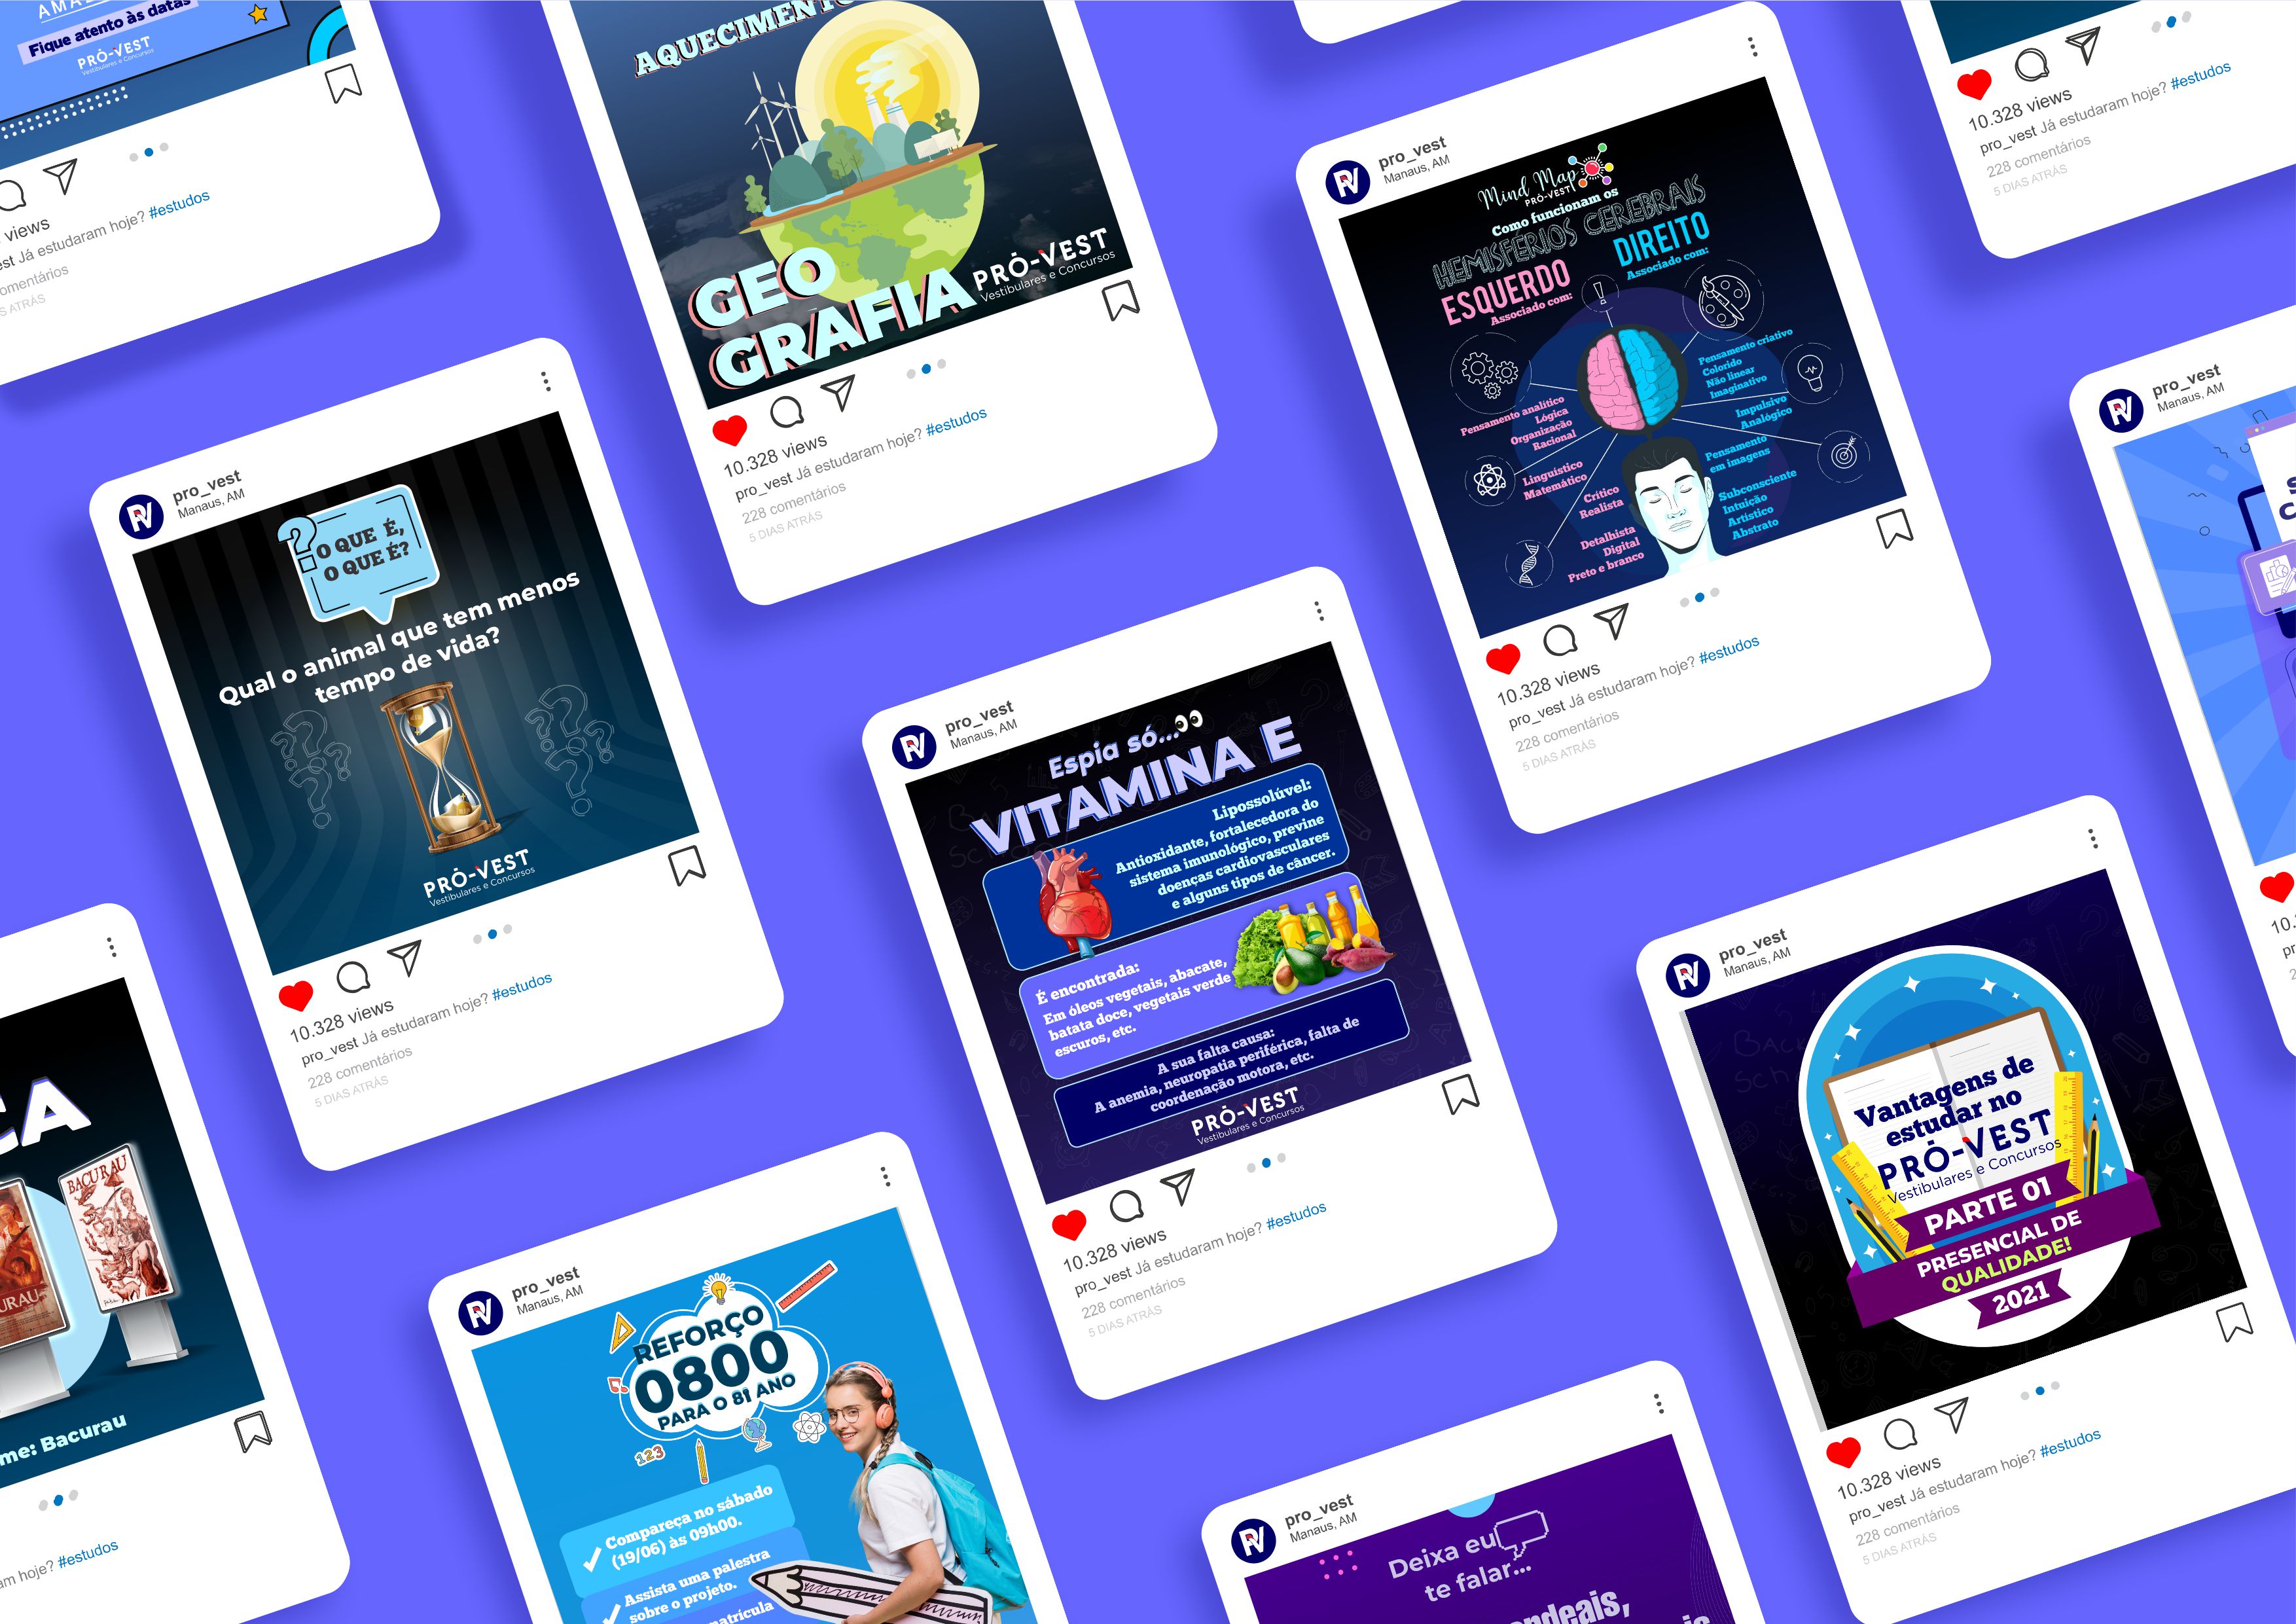 Fique atento às datas
PRÓ-VEST
Vestibulares e Concursos
views
Já estudaram hoje? #estudos
ATRÁS
AQUECIMENTO
GEO
GRAFIA
PRÓ-VEST
Vestibulares e Concursos
10.328 views
pro_vest Já estudaram hoje? #estudos
228 comentários
5 DIAS ATRÁS
pro_vest
Manaus, AM
Mind Map
PRÓ-VEST
Como funcionam os
HEMISFÉRIOS CEREBRAIS
ESQUERDO
Associado com:
DIREITO
Associado com:
Pensamento analítico
Lógica
Organização
Racional
Linguístico
Matemático
Crítico
Realista
Detalhista
Digital
Preto e branco
Pensamento criativo
Colorido
Não linear
Imaginativo
Impulsivo
Analógico
Pensamento
em imagens
Subconsciente
Intuição
Artístico
Abstrato
10.328 views
pro_vest Já estudaram hoje? #estudos
228 comentários
5 DIAS ATRÁS
10.328 views
pro_vest Já estudaram hoje? #estudos
228 comentários
5 DIAS ATRÁS
pro_vest
Manaus, AM
pro_vest
Manaus, AM
O QUE É,
O QUE É?
Qual o animal que tem menos
tempo de vida?
PRÓ-VEST
Vestibulares e Concursos
10.328 views
pro_vest Já estudaram hoje? #estudos
228 comentários
5 DIAS ATRÁS
pro_vest
Manaus, AM
Espia só...
VITAMINA E
Lipossolúvel:
Antioxidante, fortalecedora do
sistema imunológico, previne
doenças cardiovasculares
e alguns tipos de câncer.
É encontrada:
Em óleos vegetais, abacate,
batata doce, vegetais verde
escuros, etc.
A sua falta causa:
A anemia, neuropatia periférica, falta de
coordenação motora, etc.
PRÓ-VEST
Vestibulares e Concursos
10.328 views
pro_vest Já estudaram hoje? #estudos
228 comentários
5 DIAS ATRÁS
pro_vest
Manaus, AM
Vantagens de
estudar no
PRÓ-VEST
Vestibulares e Concursos
PARTE 01
PRESENCIAL DE
QUALIDADE!
2021
10.328 views
pro_vest Já estudaram hoje? #estudos
228 comentários
5 DIAS ATRÁS
BACURAU
Bacurau
hoje? #estudos
pro_vest
Manaus, AM
REFORÇO
0800
PARA O 8º ANO
123
Compareça no sábado
(19/06) às 09h00.
Assista uma palestra
sobre o projeto.
pro_vest
Manaus, AM
Deixa eu
te falar...